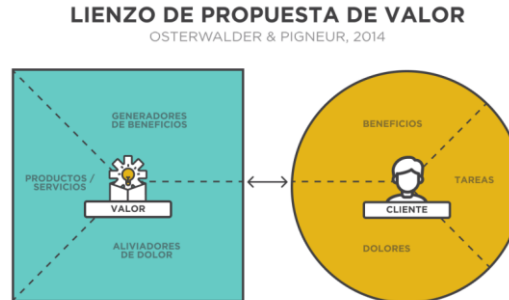 LIENZO DE PROPUESTA DE VALOR
OSTERWALDER & PIGNEUR, 2014
GENERADORES
DE BENEFICIOS
PRODUCTOS /
SERVICIOS
VALOR
ALIVIADORES
DE DOLOR
BENEFICIOS
TAREAS
CLIENTE
DOLORES